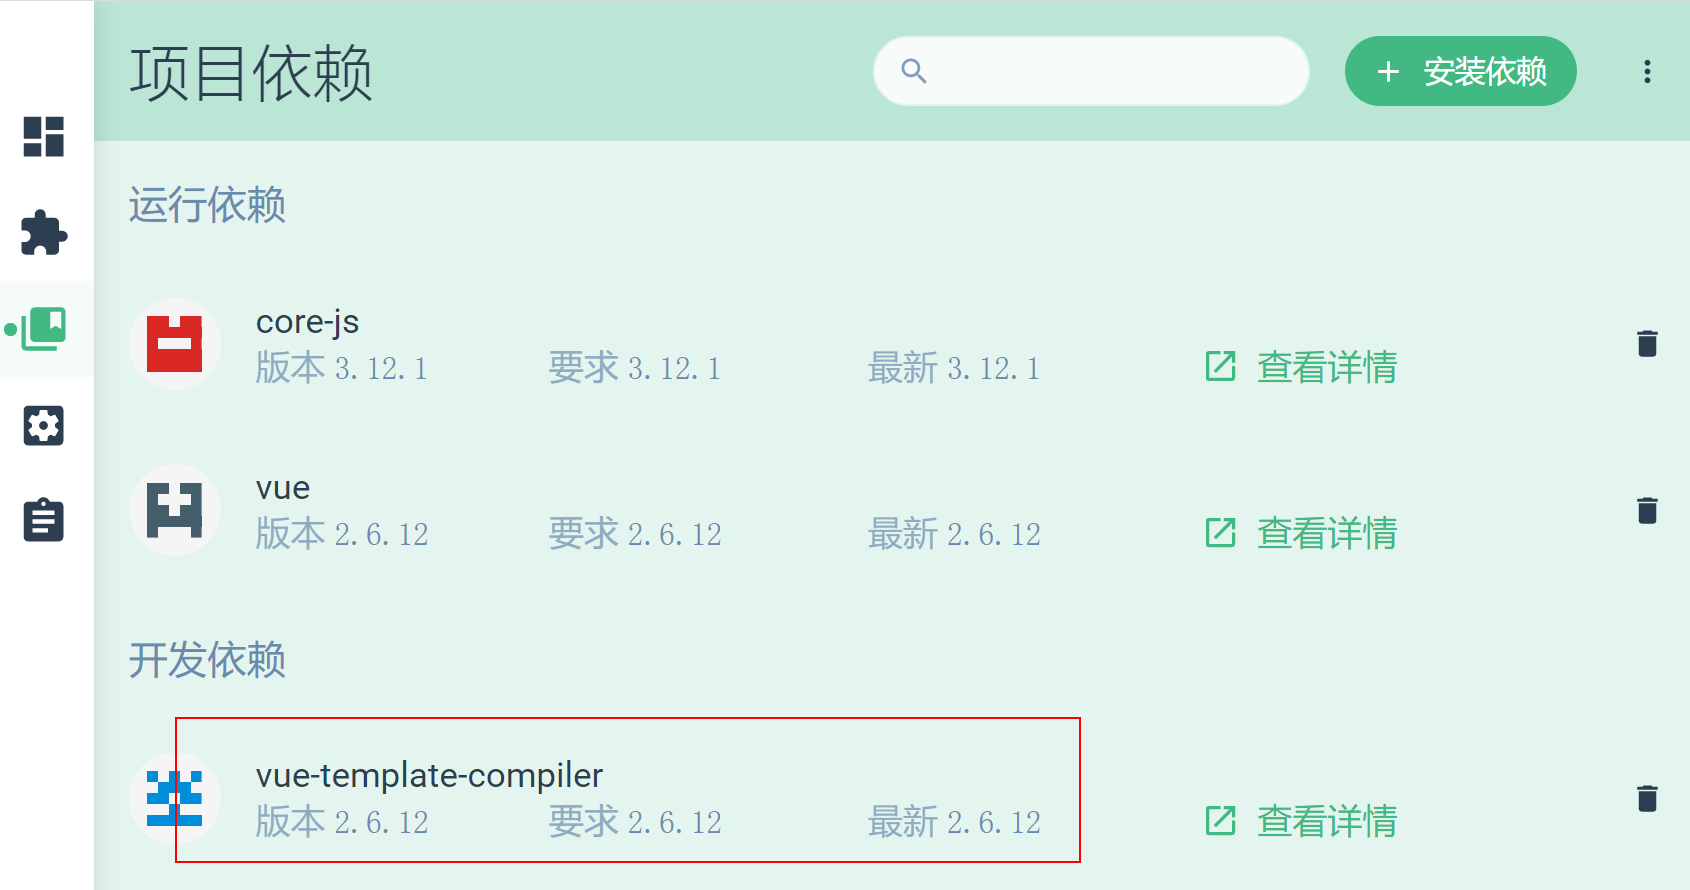 项目依赖
安装依赖
运行依赖
core-js
版本 3.12.1 要求 3.12.1 最新 3.12.1 查看详情
vue
版本 2.6.12 要求 2.6.12 最新 2.6.12 查看详情
开发依赖
vue-template-compiler
版本 2.6.12 要求 2.6.12 最新 2.6.12 查看详情